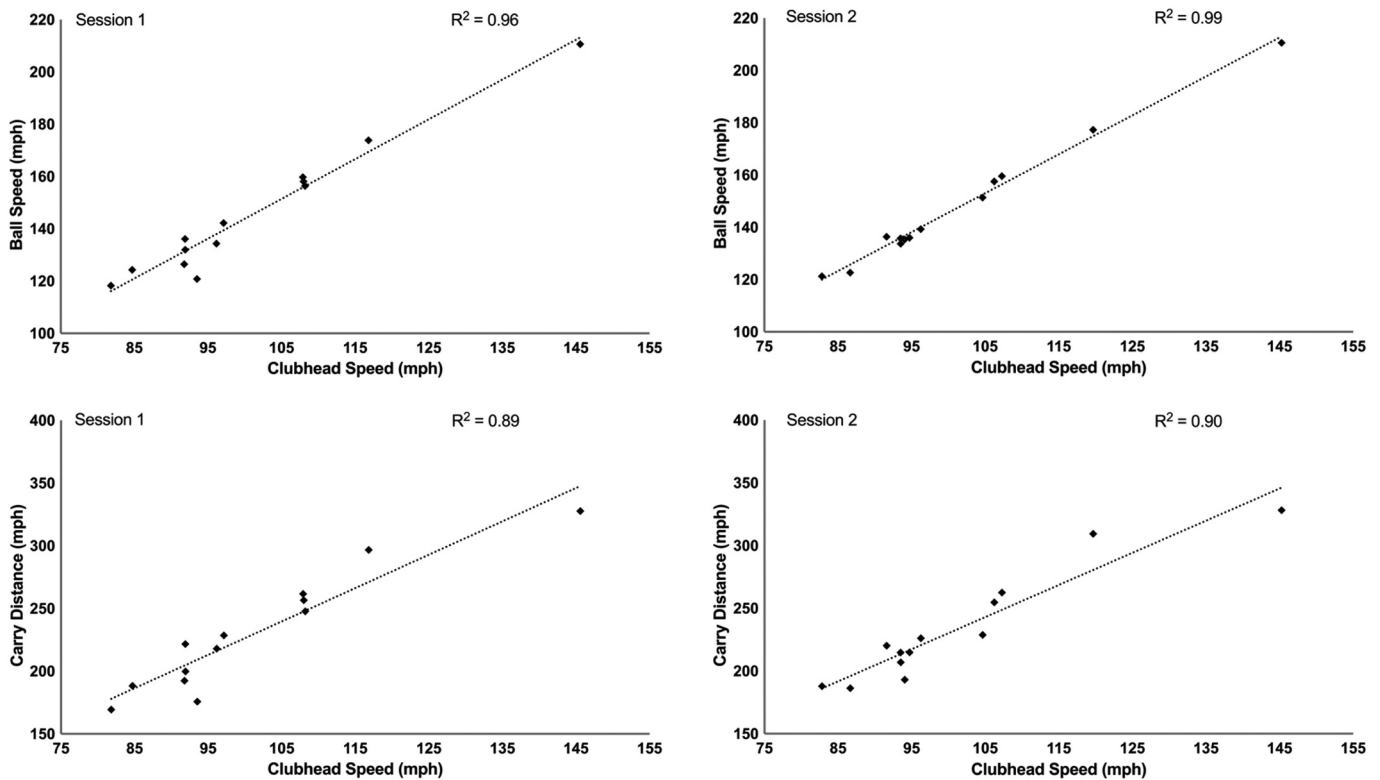 Session 1
R² = 0.96
220
200
180
160
140
120
100
Ball Speed (mph)
75 85 95 105 115 125 135 145 155
Clubhead Speed (mph)
Session 2
R² = 0.99
220
200
180
160
140
120
100
Ball Speed (mph)
75 85 95 105 115 125 135 145 155
Clubhead Speed (mph)
Session 1
R² = 0.89
400
350
300
250
200
150
Carry Distance (mph)
75 85 95 105 115 125 135 145 155
Clubhead Speed (mph)
Session 2
R² = 0.90
400
350
300
250
200
150
Carry Distance (mph)
75 85 95 105 115 125 135 145 155
Clubhead Speed (mph)